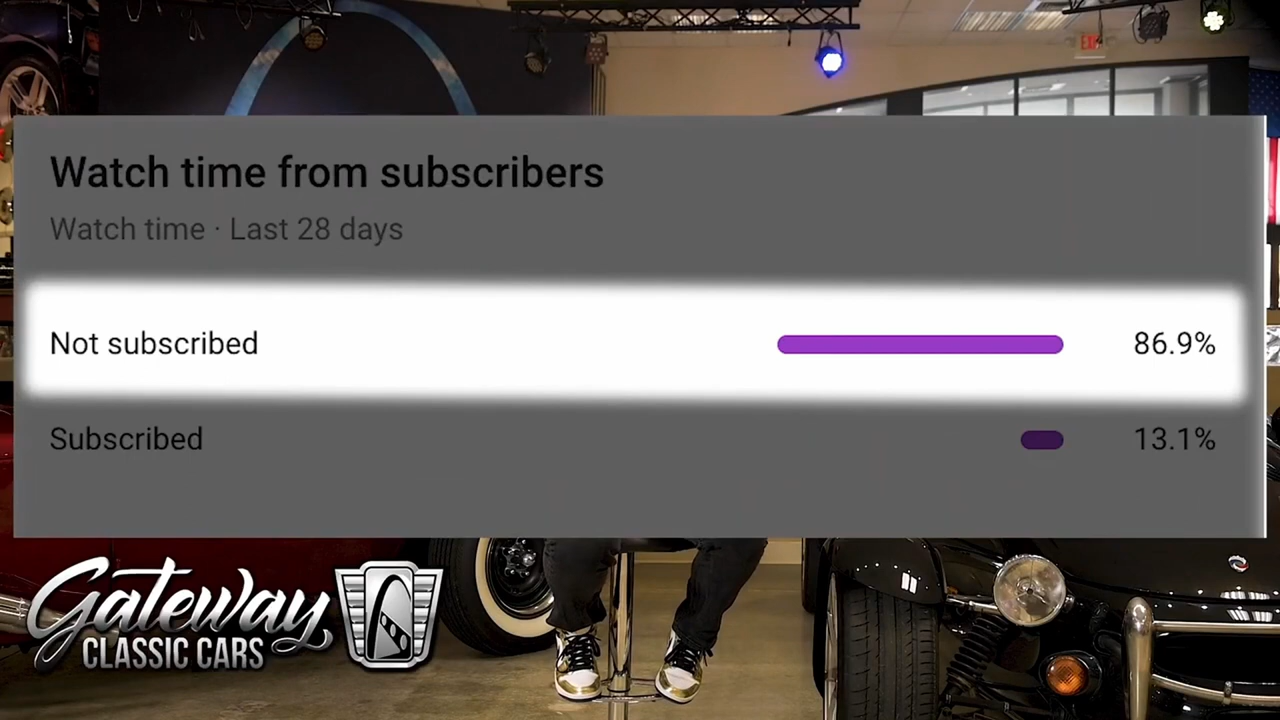 EXIT
Watch time from subscribers
Watch time · Last 28 days
Not subscribed 86.9%
Subscribed 13.1%
Gateway
CLASSIC CARS